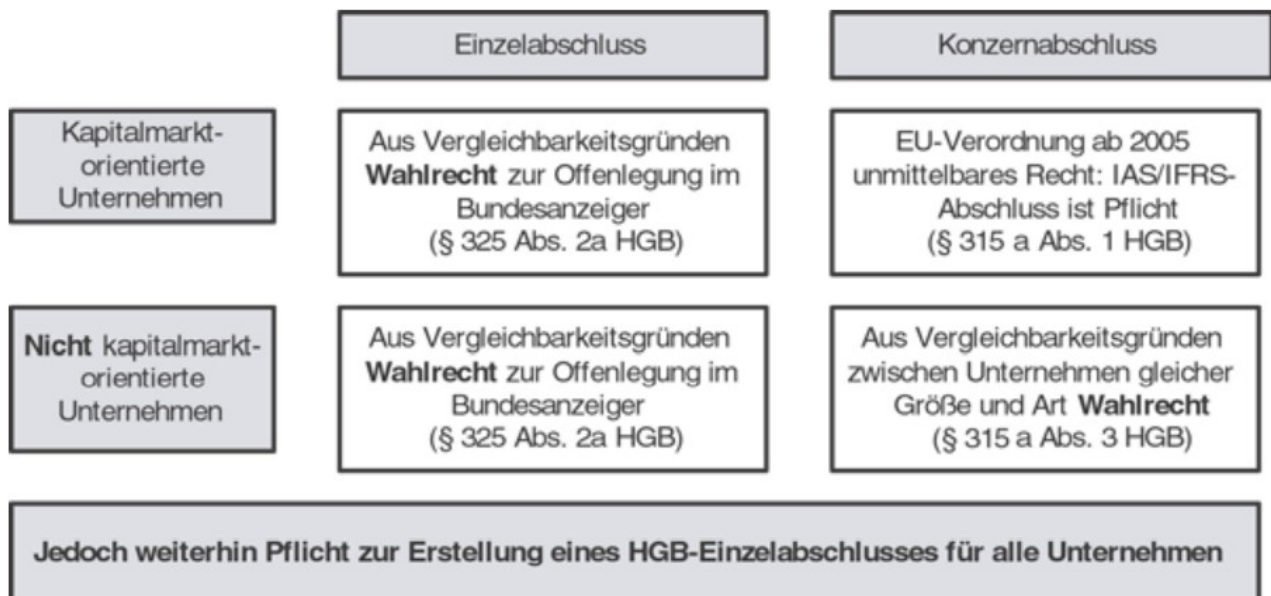 Einzelabschluss
Konzernabschluss
Kapitalmarkt-
orientierte
Unternehmen
Aus Vergleichbarkeitsgründen
Wahlrecht zur Offenlegung im
Bundesanzeiger
(§ 325 Abs. 2a HGB)
EU-Verordnung ab 2005
unmittelbares Recht: IAS/IFRS-
Abschluss ist Pflicht
(§ 315 a Abs. 1 HGB)
Nicht kapitalmarkt-
orientierte
Unternehmen
Aus Vergleichbarkeitsgründen
Wahlrecht zur Offenlegung im
Bundesanzeiger
(§ 325 Abs. 2a HGB)
Aus Vergleichbarkeitsgründen
zwischen Unternehmen gleicher
Größe und Art Wahlrecht
(§ 315 a Abs. 3 HGB)
Jedoch weiterhin Pflicht zur Erstellung eines HGB-Einzelabschlusses für alle Unternehmen